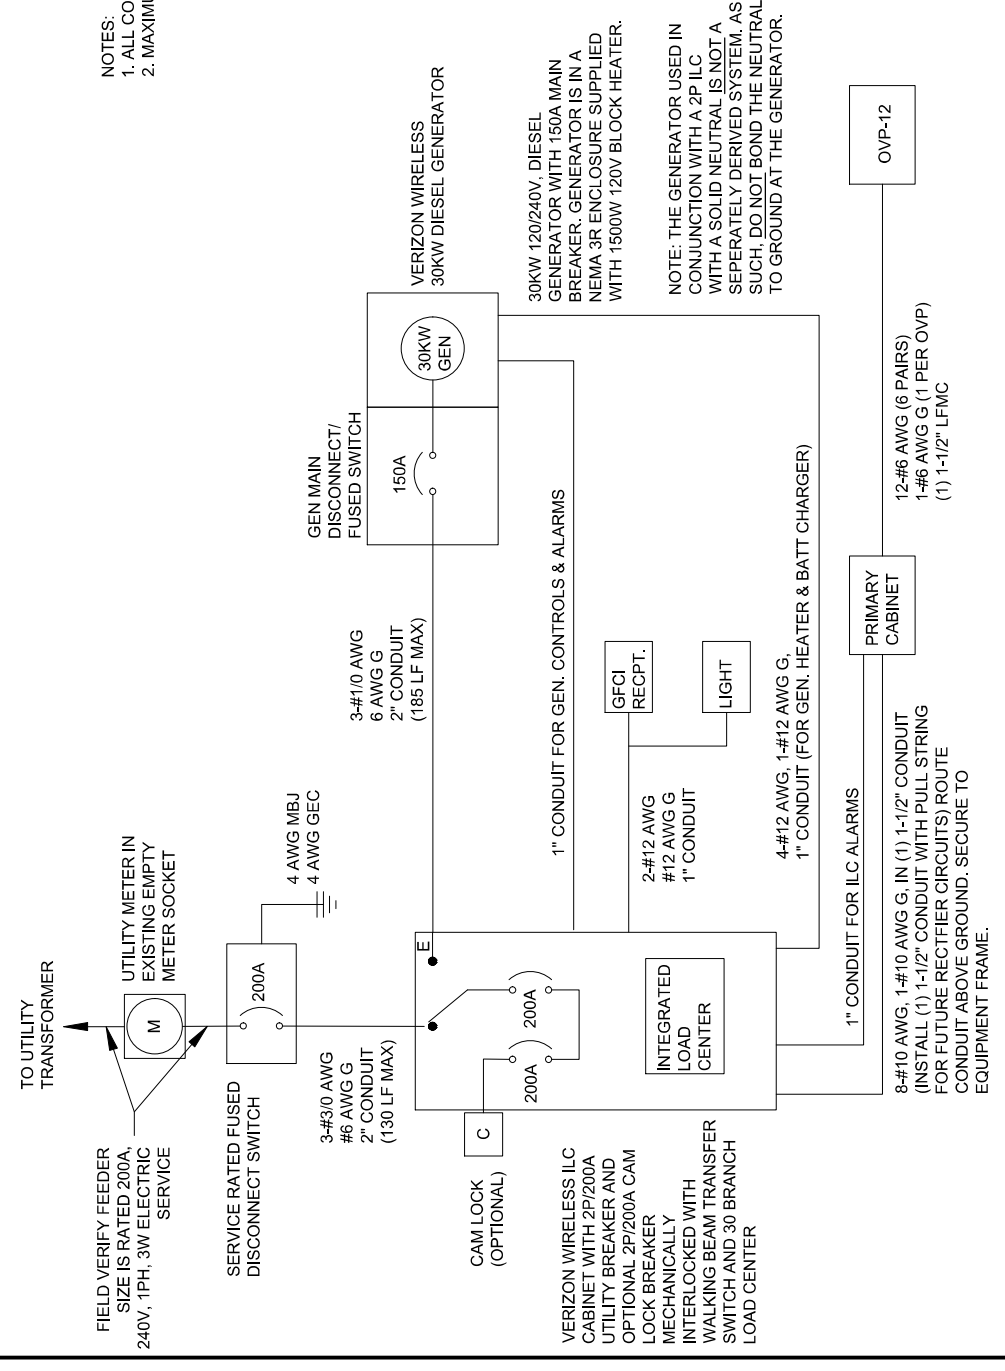 TO UTILITY
TRANSFORMER
FIELD VERIFY FEEDER
SIZE IS RATED 200A,
240V, 1PH, 3W ELECTRIC
SERVICE
UTILITY METER IN
EXISTING EMPTY
METER SOCKET
M
SERVICE RATED FUSED
DISCONNECT SWITCH
200A
4 AWG MBJ
4 AWG GEC
3-#3/0 AWG
#6 AWG G
2" CONDUIT
(130 LF MAX)
NOTES:
1. ALL CO
2. MAXIMU
GEN MAIN
DISCONNECT/
FUSED SWITCH
150A
30KW
GEN
VERIZON WIRELESS
30KW DIESEL GENERATOR
3-#1/0 AWG
6 AWG G
2" CONDUIT
(185 LF MAX)
E
CAM LOCK
(OPTIONAL)
C
200A
200A
INTEGRATED
LOAD
CENTER
VERIZON WIRELESS ILC
CABINET WITH 2P/200A
UTILITY BREAKER AND
OPTIONAL 2P/200A CAM
LOCK BREAKER
MECHANICALLY
INTERLOCKED WITH
WALKING BEAM TRANSFER
SWITCH AND 30 BRANCH
LOAD CENTER
1" CONDUIT FOR GEN. CONTROLS & ALARMS
30KW 120/240V, DIESEL
GENERATOR WITH 150A MAIN
BREAKER. GENERATOR IS IN A
NEMA 3R ENCLOSURE SUPPLIED
WITH 1500W 120V BLOCK HEATER.
GFCI
RECPT.
LIGHT
2-#12 AWG
#12 AWG G
1" CONDUIT
NOTE: THE GENERATOR USED IN
CONJUNCTION WITH A 2P ILC
WITH A SOLID NEUTRAL IS NOT A
SEPERATELY DERIVED SYSTEM. AS
SUCH, DO NOT BOND THE NEUTRAL
TO GROUND AT THE GENERATOR.
4-#12 AWG, 1-#12 AWG G,
1" CONDUIT (FOR GEN. HEATER & BATT CHARGER)
1" CONDUIT FOR ILC ALARMS
PRIMARY
CABINET
OVP-12
8-#10 AWG, 1-#10 AWG G, IN (1) 1-1/2" CONDUIT
(INSTALL (1) 1-1/2" CONDUIT WITH PULL STRING
FOR FUTURE RECTFIER CIRCUITS) ROUTE
CONDUIT ABOVE GROUND. SECURE TO
EQUIPMENT FRAME.
12-#6 AWG (6 PAIRS)
1-#6 AWG G (1 PER OVP)
(1) 1-1/2" LFMC